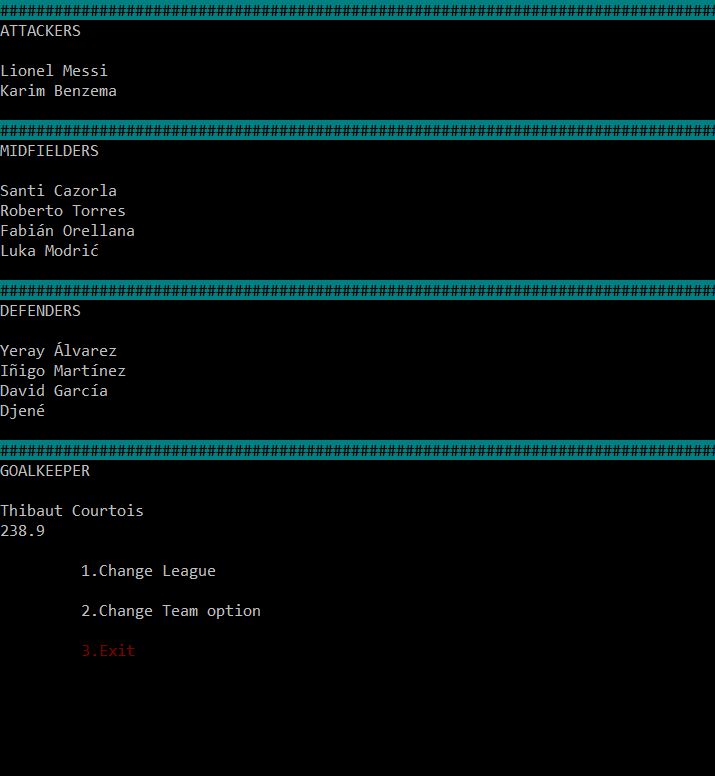 ################################################################################
ATTACKERS
Lionel Messi
Karim Benzema
################################################################################
MIDFIELDERS
Santi Cazorla
Roberto Torres
Fabián Orellana
Luka Modrić
################################################################################
DEFENDERS
Yeray Álvarez
Iñigo Martínez
David García
Djené
################################################################################
GOALKEEPER
Thibaut Courtois
238.9
1.Change League
2.Change Team option
3.Exit